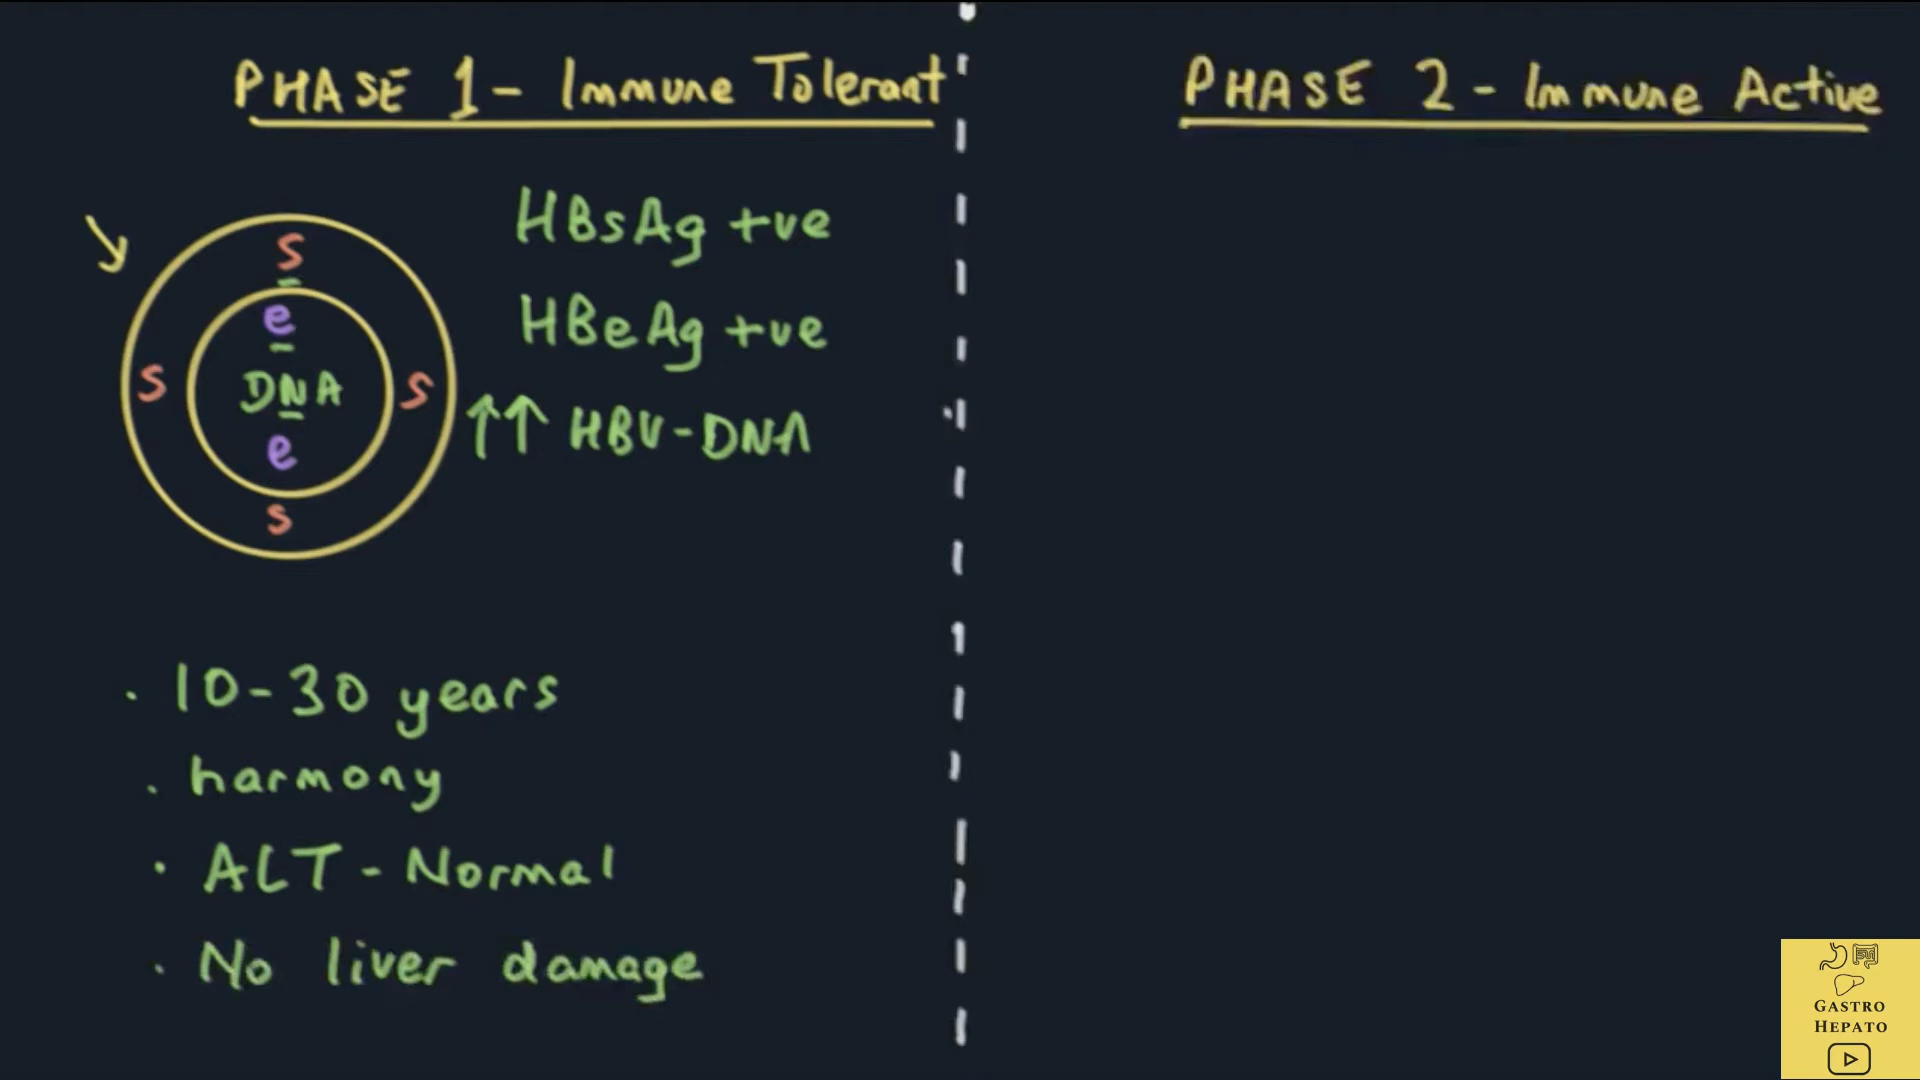 PHASE 1 - Immune Tolerant
PHASE 2 - Immune Active
S
e
S
DNA
S
e
S
HBsAg +ve
HBeAg +ve
↑↑ HBV-DNA
· 10-30 years
· harmony
· ALT - Normal
· No liver damage
GASTRO
HEPATO